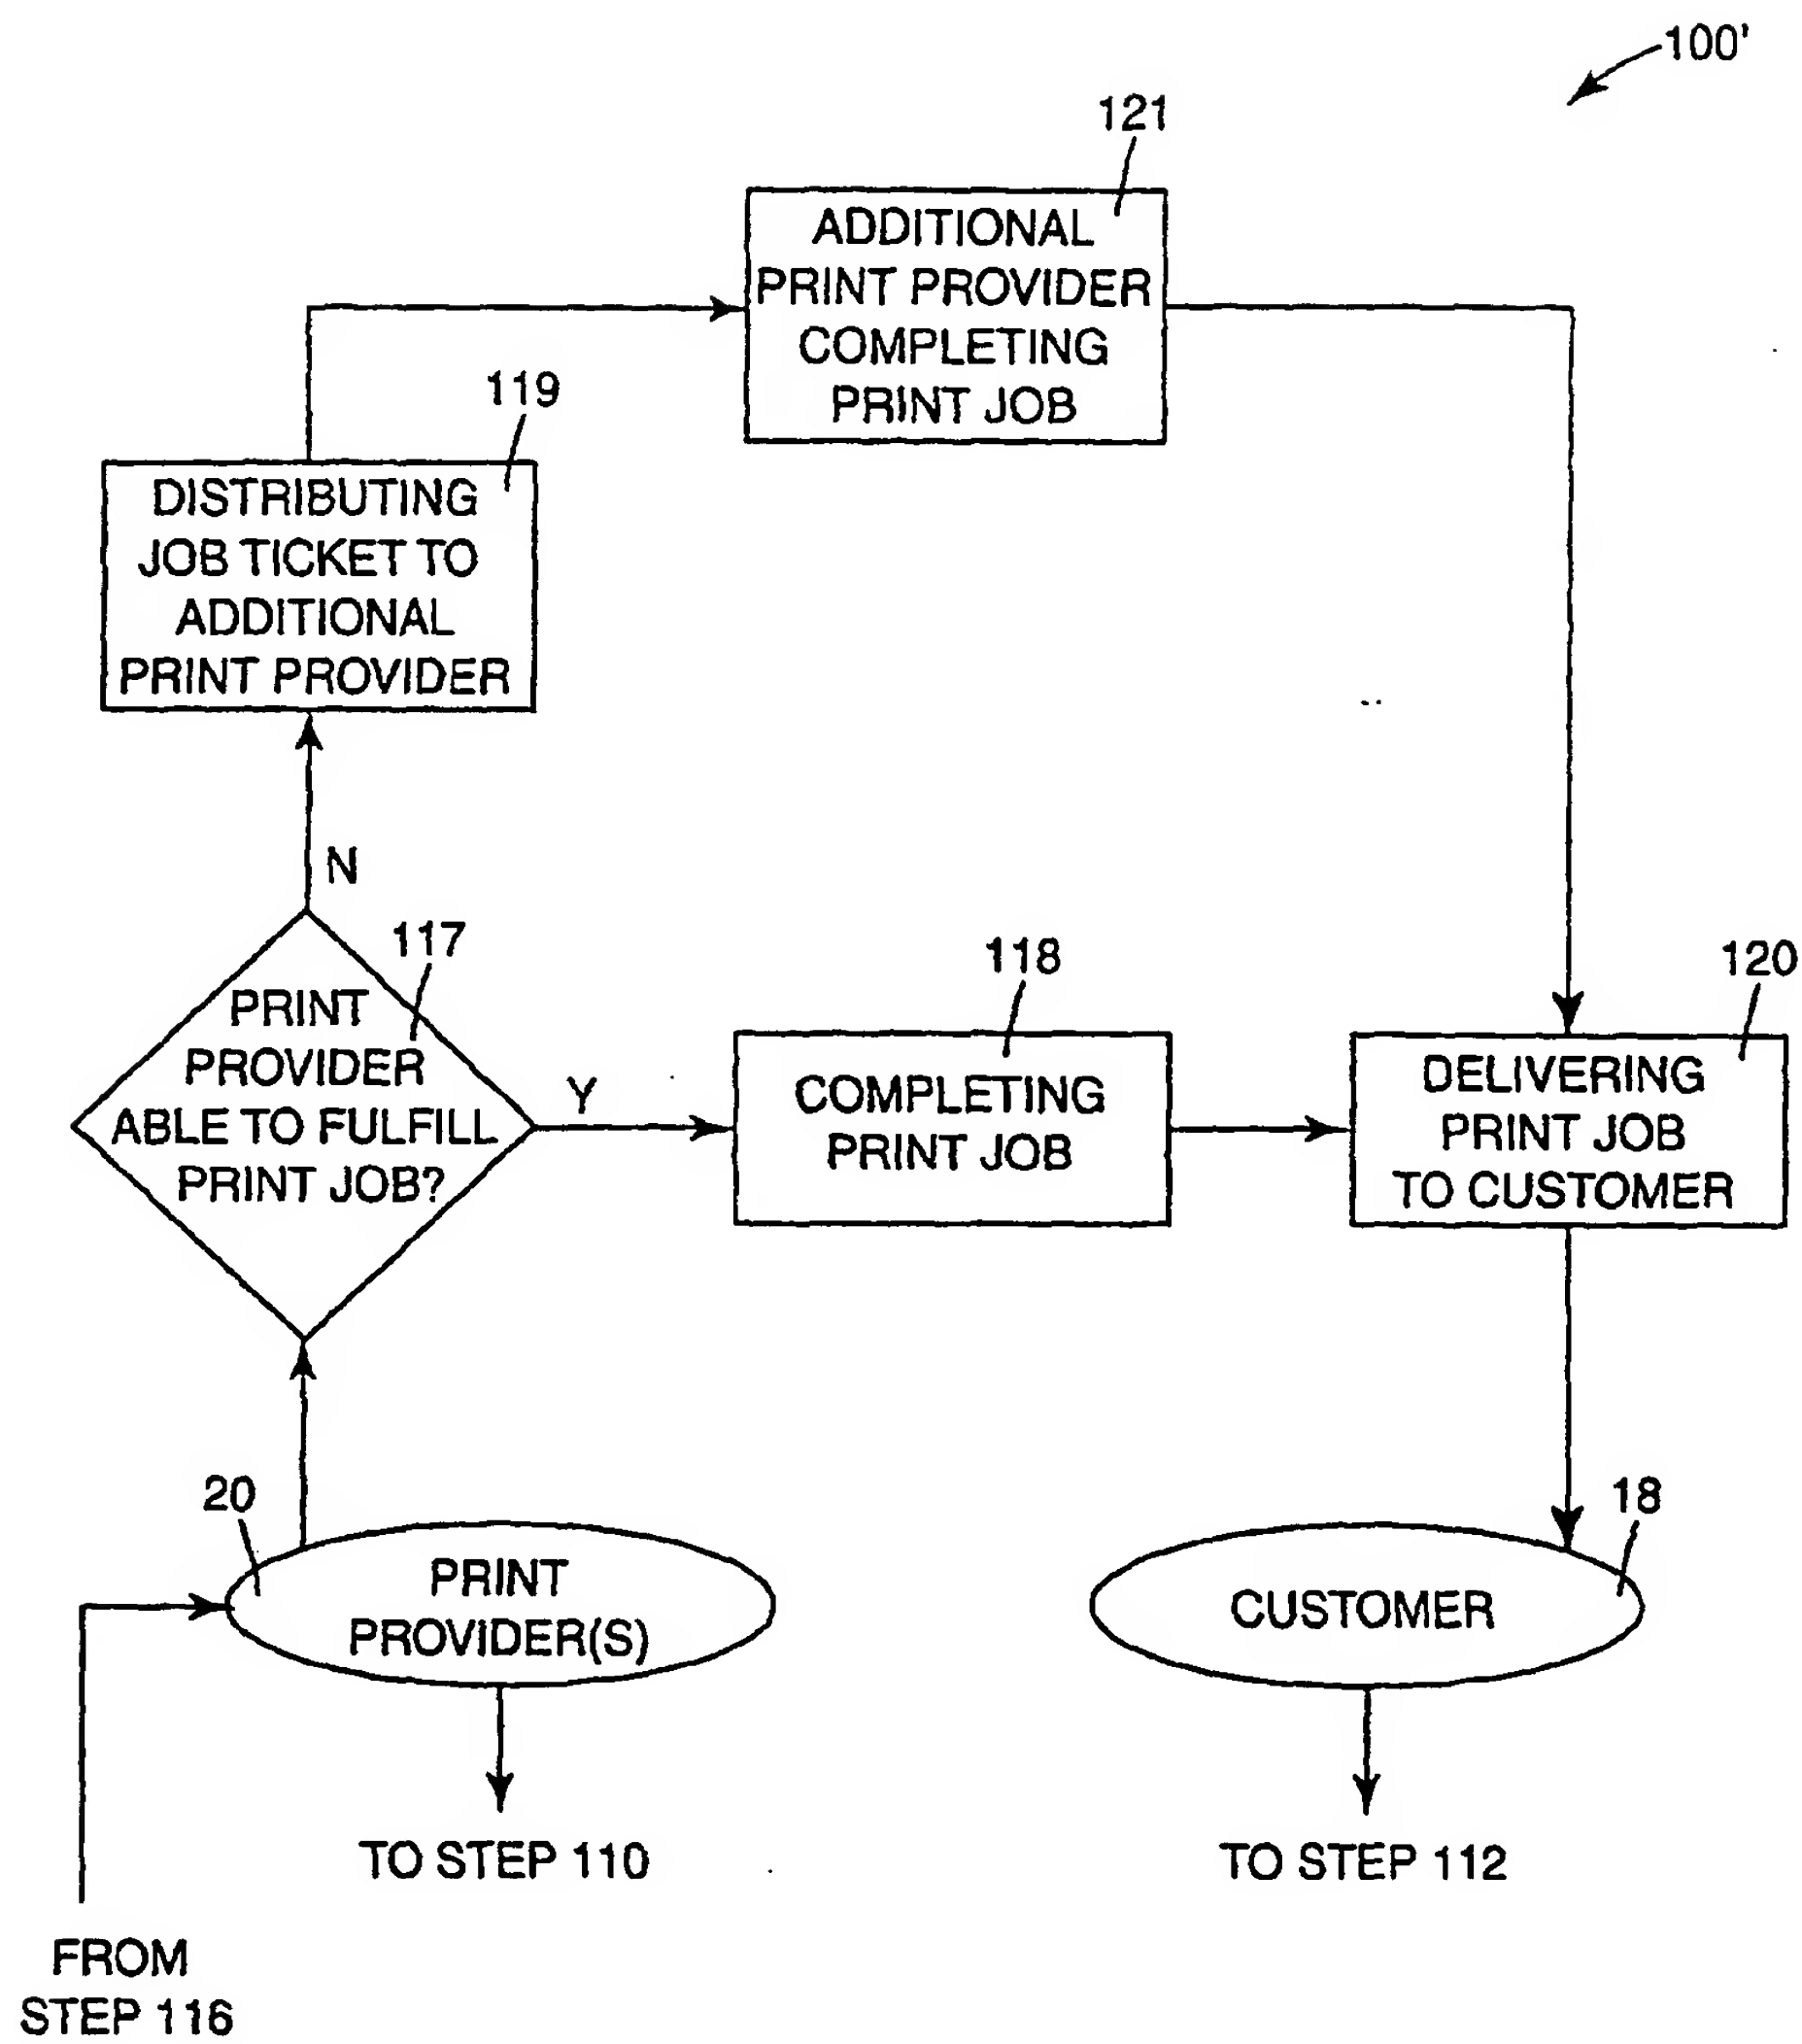 100'
121
ADDITIONAL
PRINT PROVIDER
COMPLETING
PRINT JOB
119
DISTRIBUTING
JOB TICKET TO
ADDITIONAL
PRINT PROVIDER
N
117
PRINT
PROVIDER
ABLE TO FULFILL
PRINT JOB?
Y
118
COMPLETING
PRINT JOB
120
DELIVERING
PRINT JOB
TO CUSTOMER
20
PRINT
PROVIDER(S)
18
CUSTOMER
TO STEP 110
TO STEP 112
FROM
STEP 116